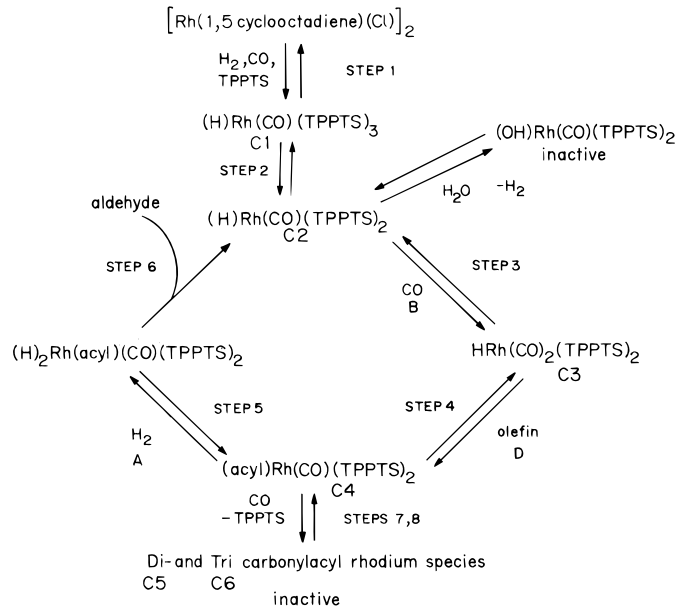 [Rh(1,5 cyclooctadiene)(Cl)]2
H2,CO,
TPPTS
STEP 1
(H)Rh(CO)(TPPTS)3
C1
STEP 2
(OH)Rh(CO)(TPPTS)2
inactive
H2O -H2
aldehyde
(H)Rh(CO)(TPPTS)2
C2
STEP 6
STEP 3
CO
B
(H)2Rh(acyl)(CO)(TPPTS)2
HRh(CO)2(TPPTS)2
C3
STEP 5
STEP 4
H2
A
olefin
D
(acyl)Rh(CO)(TPPTS)2
C4
CO
-TPPTS
STEPS 7,8
Di-and Tri carbonylacyl rhodium species
C5 C6
inactive